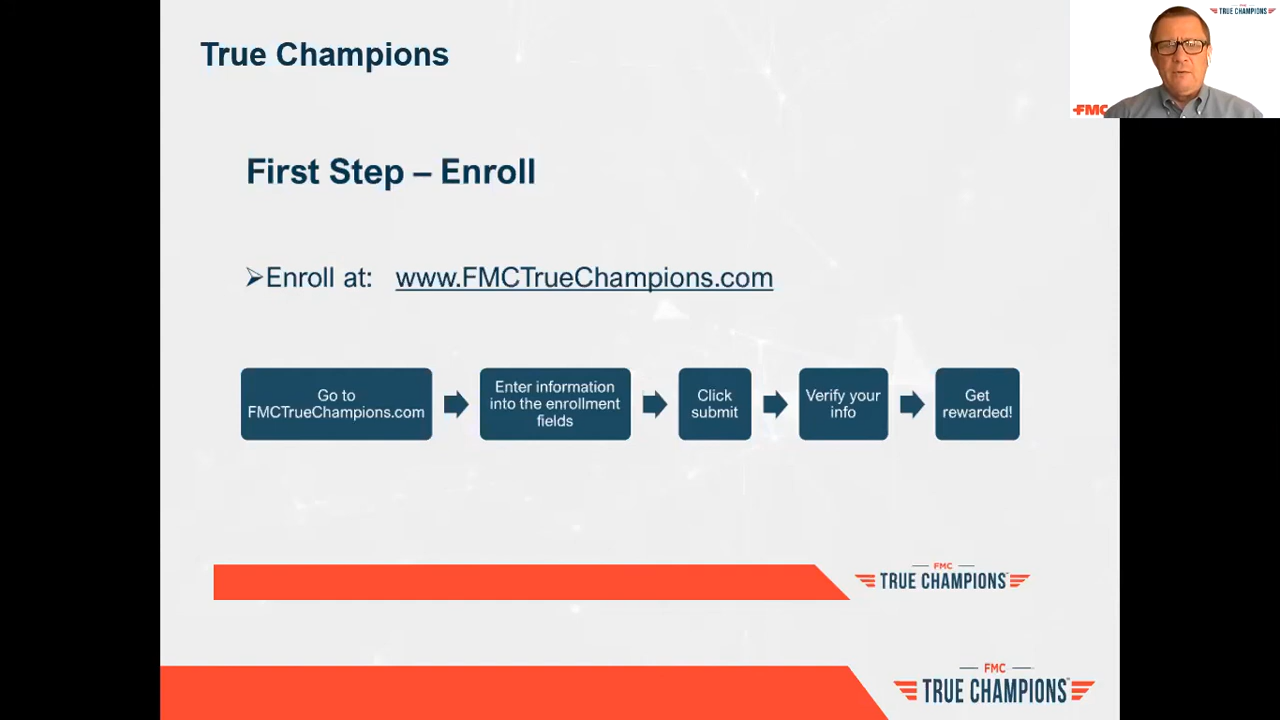 True Champions
FMC
TRUE CHAMPIONS
FMC
First Step – Enroll
➢Enroll at: www.FMCTrueChampions.com
Go to
FMCTrueChampions.com
Enter information
into the enrollment
fields
Click
submit
Verify your
info
Get
rewarded!
FMC
TRUE CHAMPIONS
FMC
TRUE CHAMPIONS™